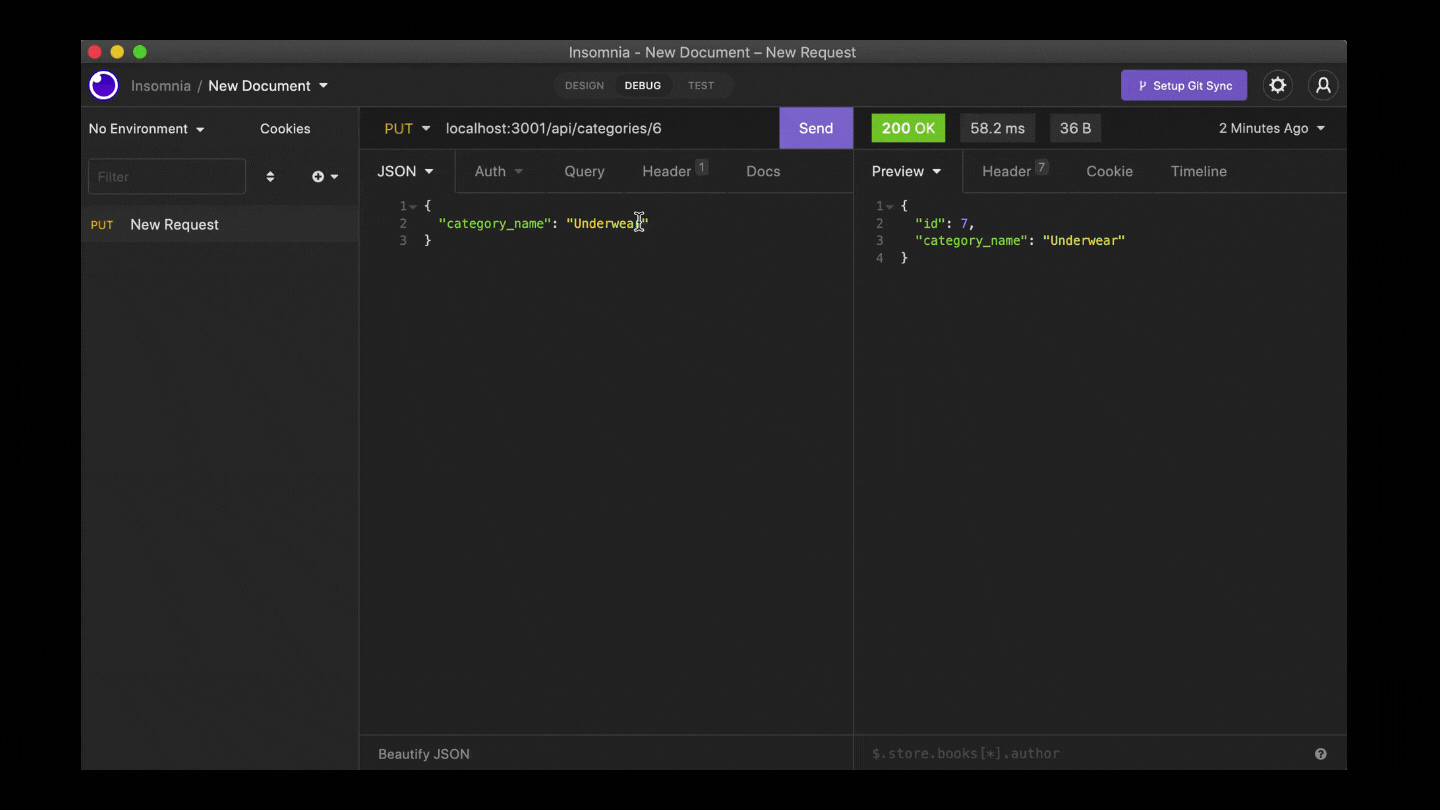 Insomnia - New Document – New Request
Insomnia / New Document
DESIGN DEBUG TEST
Setup Git Sync
No Environment Cookies
PUT localhost:3001/api/categories/6 Send
200 OK 58.2 ms 36 B 2 Minutes Ago
Filter
JSON Auth Query Header 1 Docs
Preview Header 7 Cookie Timeline
PUT New Request
1 {
2 "category_name": "Underwear"
3 }
1 {
2 "id": 7,
3 "category_name": "Underwear"
4 }
Beautify JSON
$.store.books[*].author